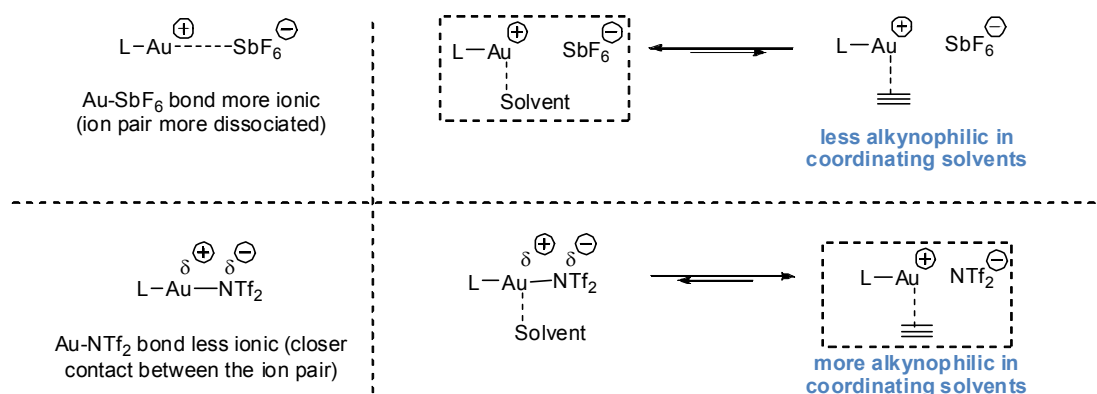 L-Au⊕-----SbF6⊖
Au-SbF6 bond more ionic
(ion pair more dissociated)
L-Au⊕ SbF6⊖
Solvent
L-Au⊕ SbF6⊖
less alkynophilic in
coordinating solvents
δ⊕ δ⊖
L-Au-NTf2
Au-NTf2 bond less ionic (closer
contact between the ion pair)
δ⊕ δ⊖
L-Au-NTf2
Solvent
L-Au⊕ NTf2⊖
more alkynophilic in
coordinating solvents